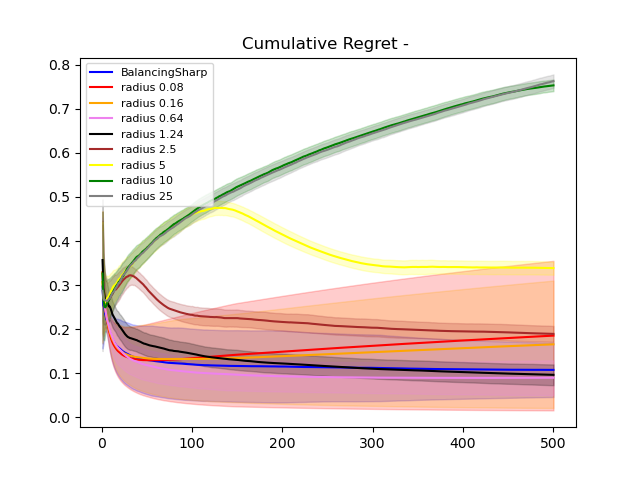 Cumulative Regret -
BalancingSharp
radius 0.08
radius 0.16
radius 0.64
radius 1.24
radius 2.5
radius 5
radius 10
radius 25
0.8
0.7
0.6
0.5
0.4
0.3
0.2
0.1
0.0
0 100 200 300 400 500